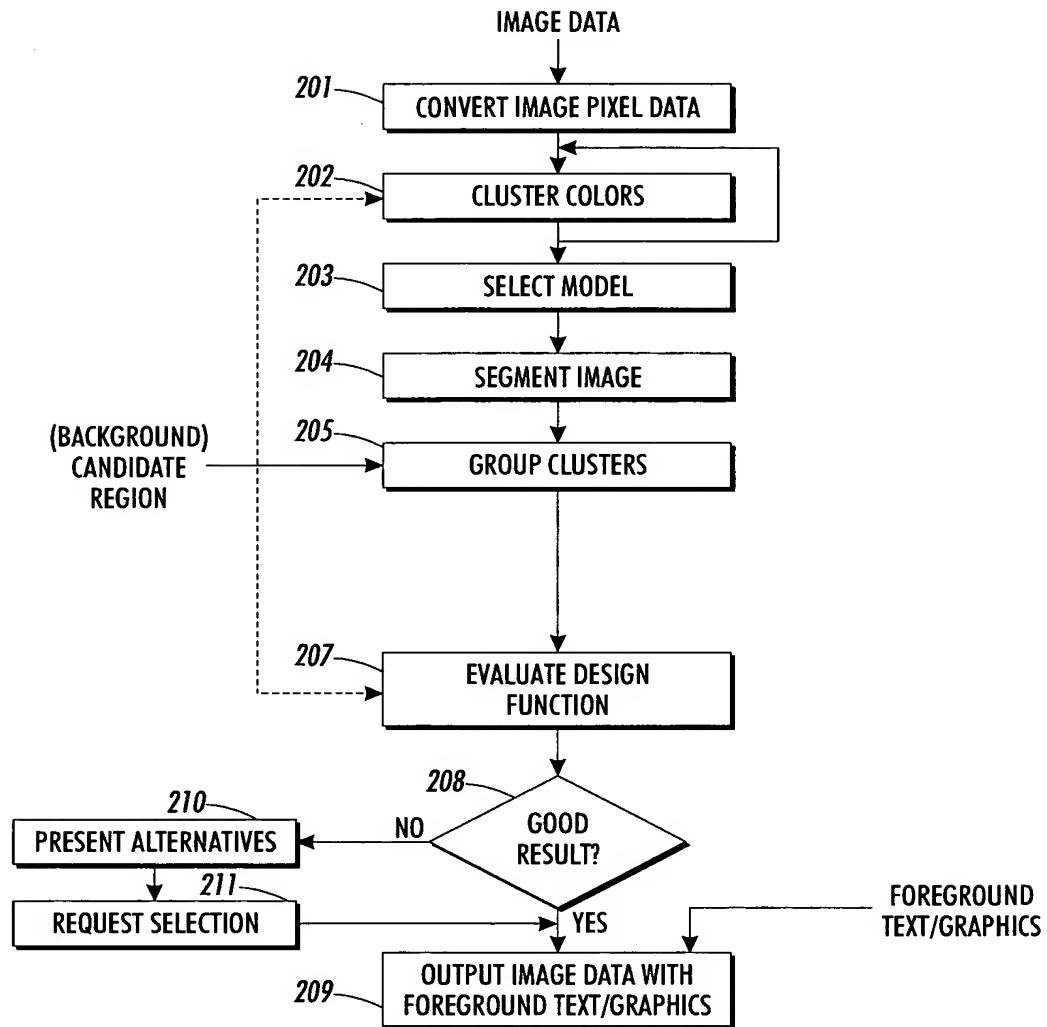 IMAGE DATA
201
CONVERT IMAGE PIXEL DATA
202
CLUSTER COLORS
203
SELECT MODEL
204
SEGMENT IMAGE
205
(BACKGROUND)
CANDIDATE
REGION
GROUP CLUSTERS
207
EVALUATE DESIGN
FUNCTION
208
GOOD
RESULT?
NO
210
PRESENT ALTERNATIVES
211
REQUEST SELECTION
YES
FOREGROUND
TEXT/GRAPHICS
209
OUTPUT IMAGE DATA WITH
FOREGROUND TEXT/GRAPHICS